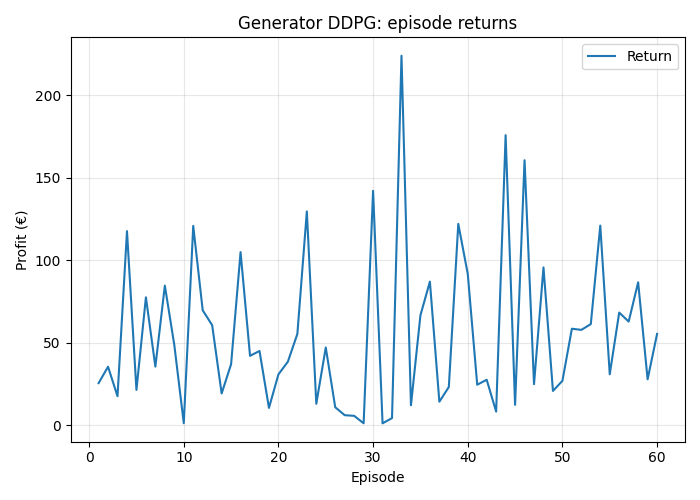 Generator DDPG: episode returns
Return
Profit (€)
200
150
100
50
0
0 10 20 30 40 50 60
Episode